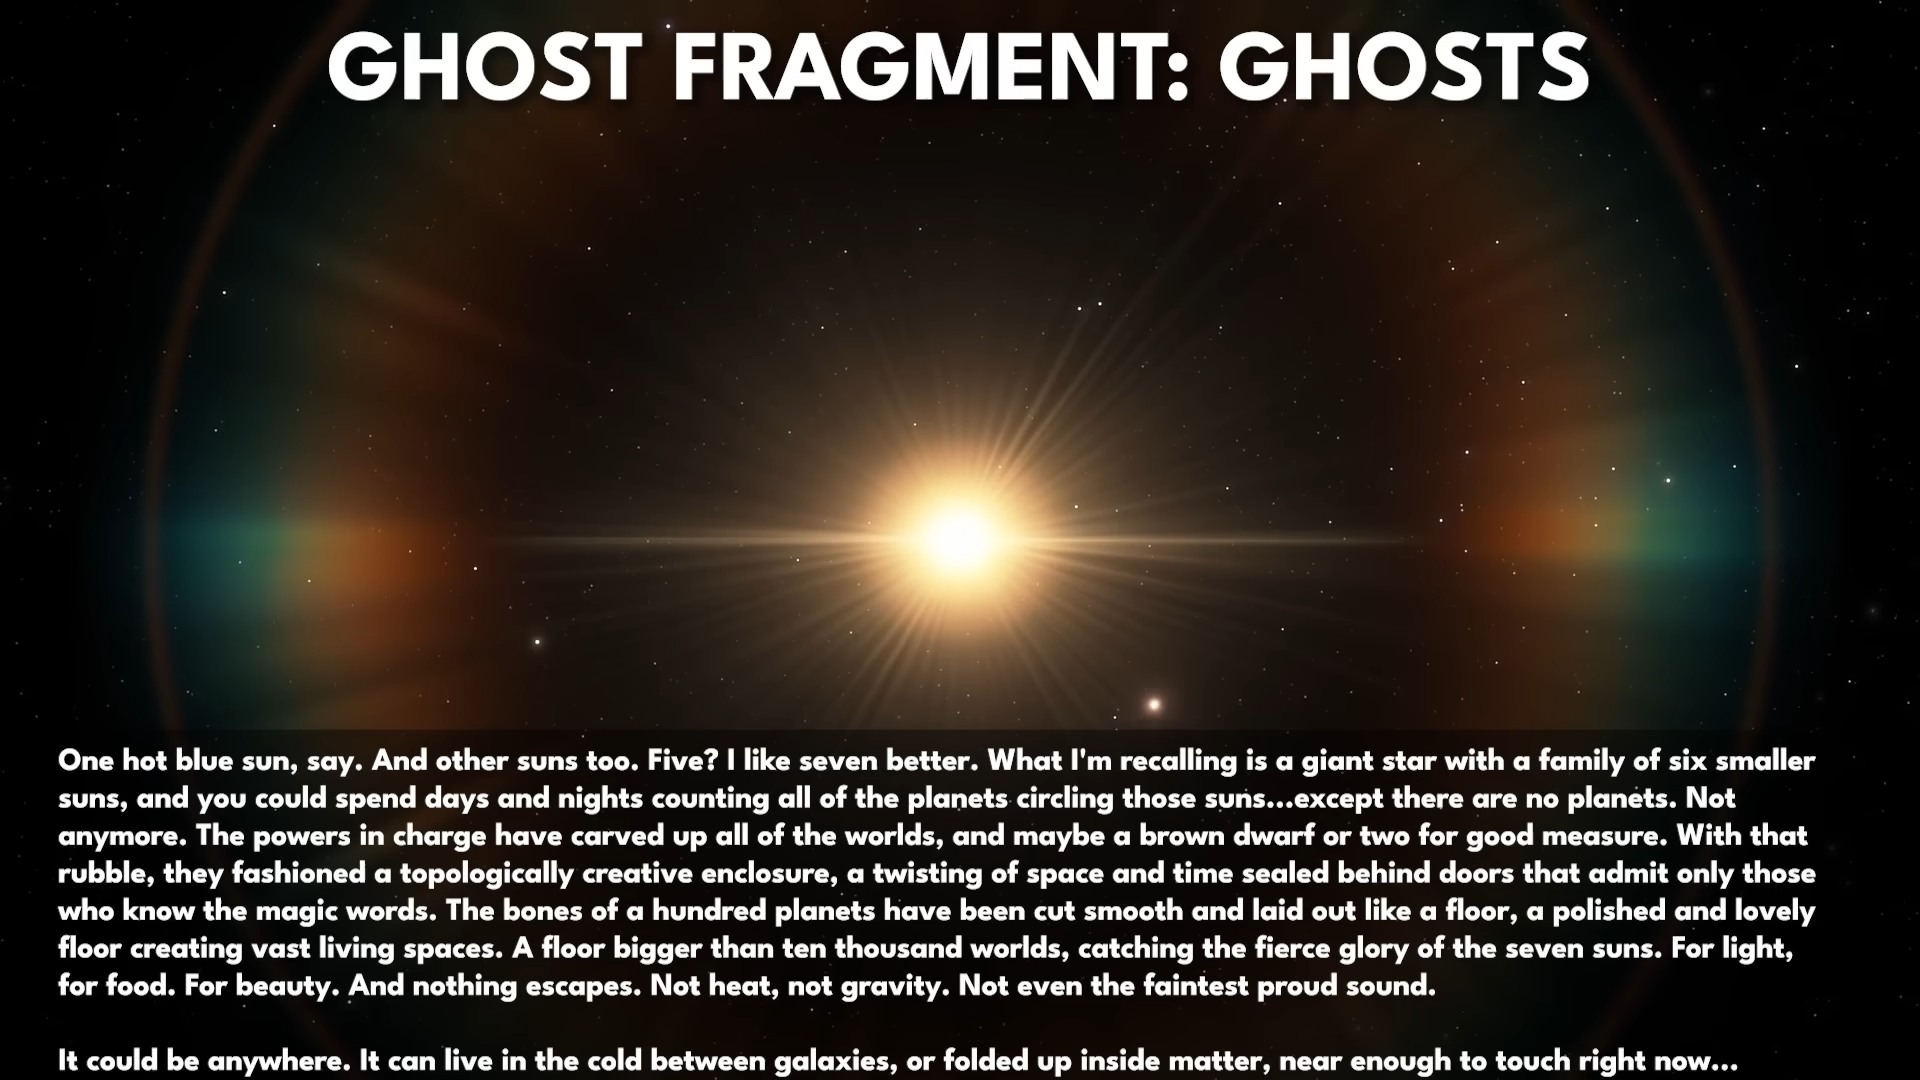 GHOST FRAGMENT: GHOSTS
One hot blue sun, say. And other suns too. Five? I like seven better. What I'm recalling is a giant star with a family of six smaller
suns, and you could spend days and nights counting all of the planets circling those suns...except there are no planets. Not
anymore. The powers in charge have carved up all of the worlds, and maybe a brown dwarf or two for good measure. With that
rubble, they fashioned a topologically creative enclosure, a twisting of space and time sealed behind doors that admit only those
who know the magic words. The bones of a hundred planets have been cut smooth and laid out like a floor, a polished and lovely
floor creating vast living spaces. A floor bigger than ten thousand worlds, catching the fierce glory of the seven suns. For light,
for food. For beauty. And nothing escapes. Not heat, not gravity. Not even the faintest proud sound.
It could be anywhere. It can live in the cold between galaxies, or folded up inside matter, near enough to touch right now...